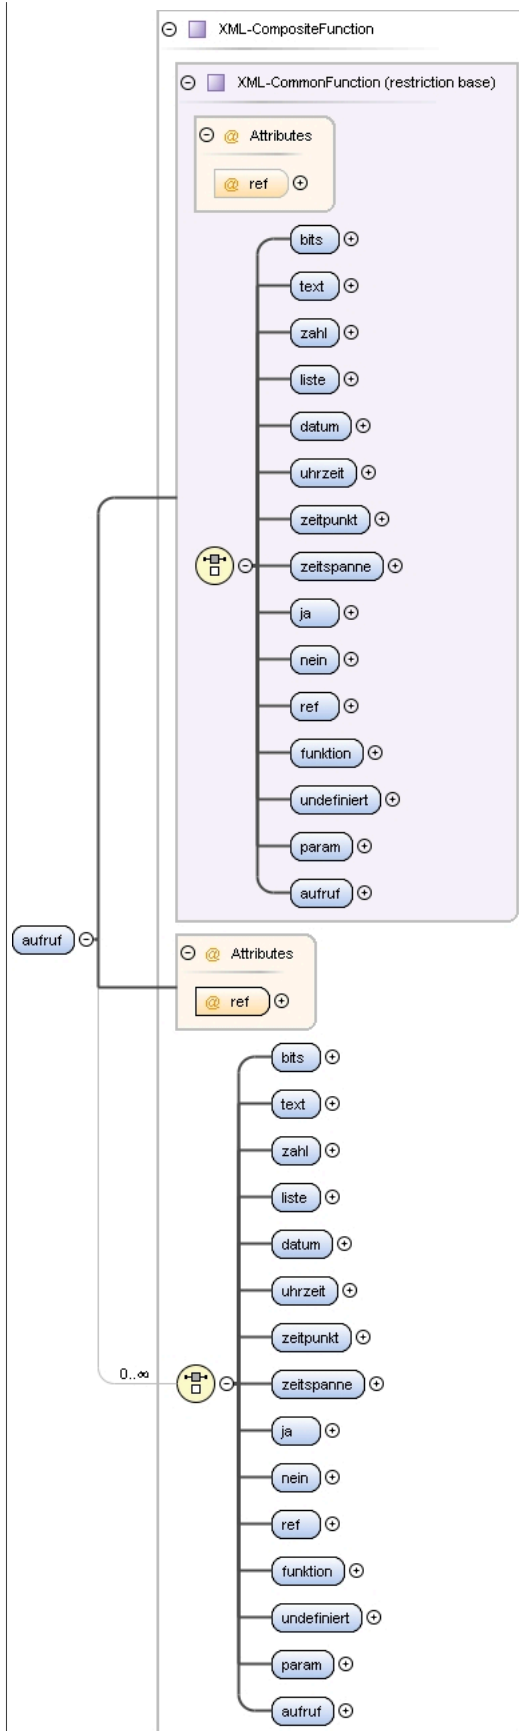 XML-CompositeFunction
XML-CommonFunction (restriction base)
@ Attributes
@ ref
bits
text
zahl
liste
datum
uhrzeit
zeitpunkt
zeitspanne
ja
nein
ref
funktion
undefiniert
param
aufruf
aufruf
@ Attributes
@ ref
bits
text
zahl
liste
datum
uhrzeit
zeitpunkt
0..∞
zeitspanne
ja
nein
ref
funktion
undefiniert
param
aufruf